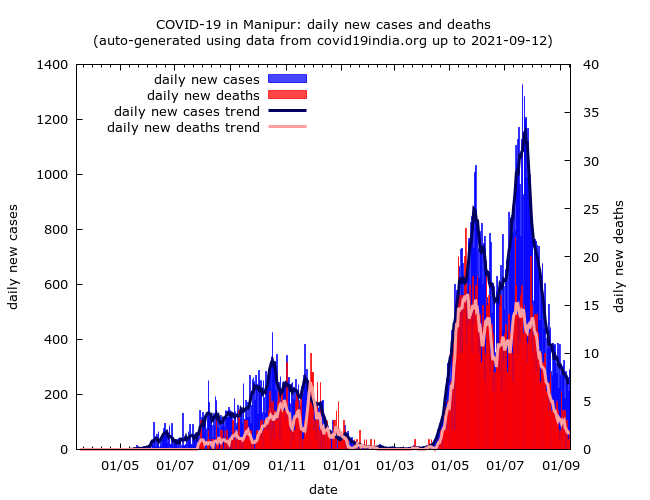 COVID-19 in Manipur: daily new cases and deaths
(auto-generated using data from covid19india.org up to 2021-09-12)
daily new cases
daily new deaths
daily new cases trend
daily new deaths trend
1400
1200
1000
800
600
400
200
0
40
35
30
25
20
15
10
5
0
daily new cases
daily new deaths
01/05 01/07 01/09 01/11 01/01 01/03 01/05 01/07 01/09
date